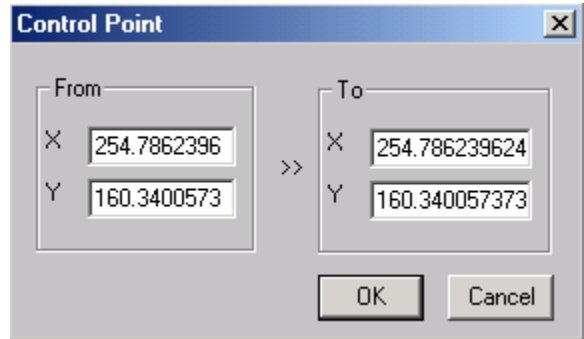 Control Point
From
X 254.7862396
Y 160.3400573
>>
To
X 254.786239624
Y 160.340057373
OK Cancel